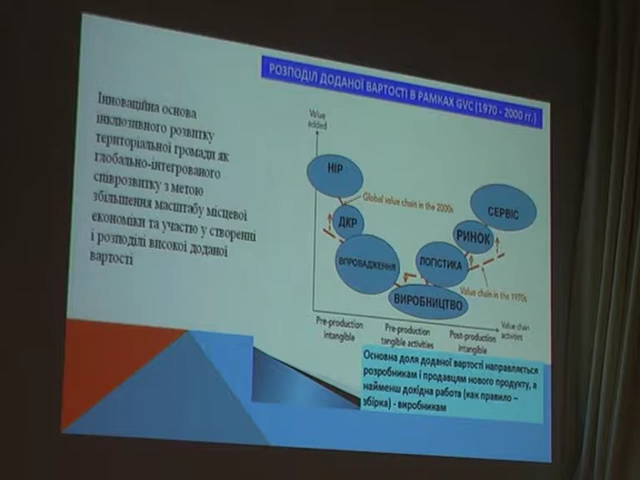 РОЗПОДІЛ ДОДАНОЇ ВАРТОСТІ В РАМКАХ GVC (1970 - 2000 гг.)
Інноваційна основа
інклюзивного розвитку
територіальної громади як
глобально-інтегрованого
співрозвитку з метою
збільшення масштабу місцевої
економіки та участю у створенні
і розподілі високої доданої
вартості
Value
added
НІР
Global value chain in the 2000s
СЕРВІС
ДКР
РИНОК
ВПРОВАДЖЕННЯ
ЛОГІСТИКА
Value chain in the 1970s
ВИРОБНИЦТВО
Value chain
activities
Pre-production
intangible
Pre-production
tangible activities
Post-production
intangible
Основна доля доданої вартості направляється
розробникам і продавцям нового продукту, а
найменш дохідна работа (как правило –
збірка) - виробникам